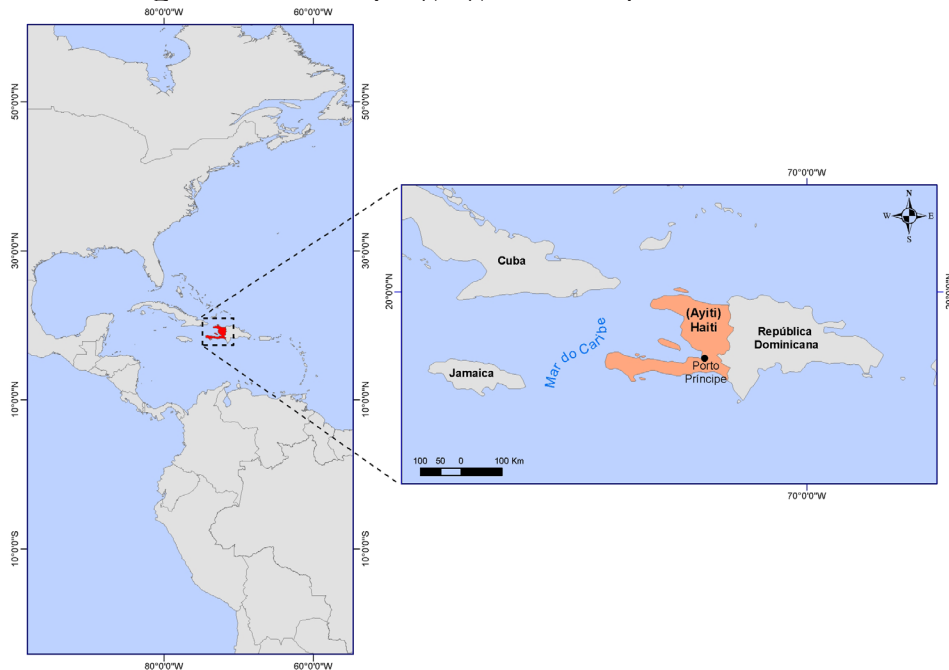 80°0'0"W
60°0'0"W
50°0'0"N
50°0'0"N
30°0'0"N
30°0'0"N
10°0'0"N
10°0'0"N
10°0'0"S
10°0'0"S
80°0'0"W
60°0'0"W
70°0'0"W
N
W
E
S
20°0'0"N
Cuba
(Ayiti)
Haiti
República
Dominicana
Mar do Caribe
Porto
Príncipe
Jamaica
100 50 0 100 Km
70°0'0"W